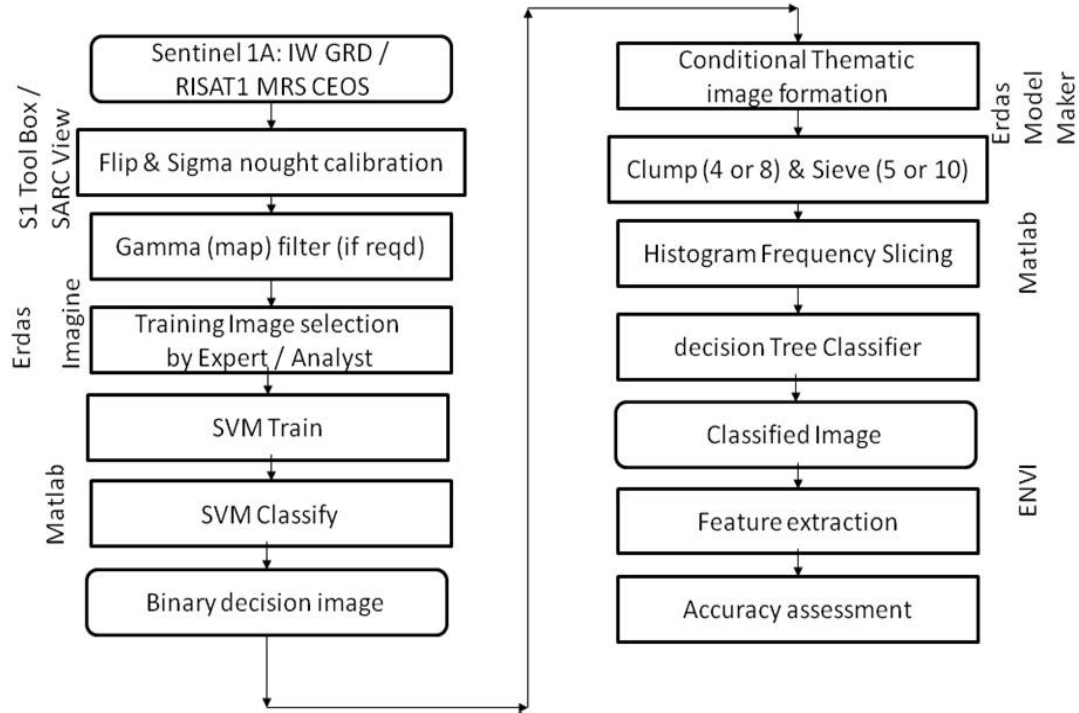 Sentinel 1A: IW GRD /
RISAT1 MRS CEOS
Flip & Sigma nought calibration
Gamma (map) filter (if reqd)
Training Image selection
by Expert / Analyst
SVM Train
SVM Classify
Binary decision image
S1 Tool Box /
SARC View
Erdas
Imagine
Matlab
Conditional Thematic
image formation
Clump (4 or 8) & Sieve (5 or 10)
Histogram Frequency Slicing
decision Tree Classifier
Classified Image
Feature extraction
Accuracy assessment
Erdas
Model
Maker
Matlab
ENVI